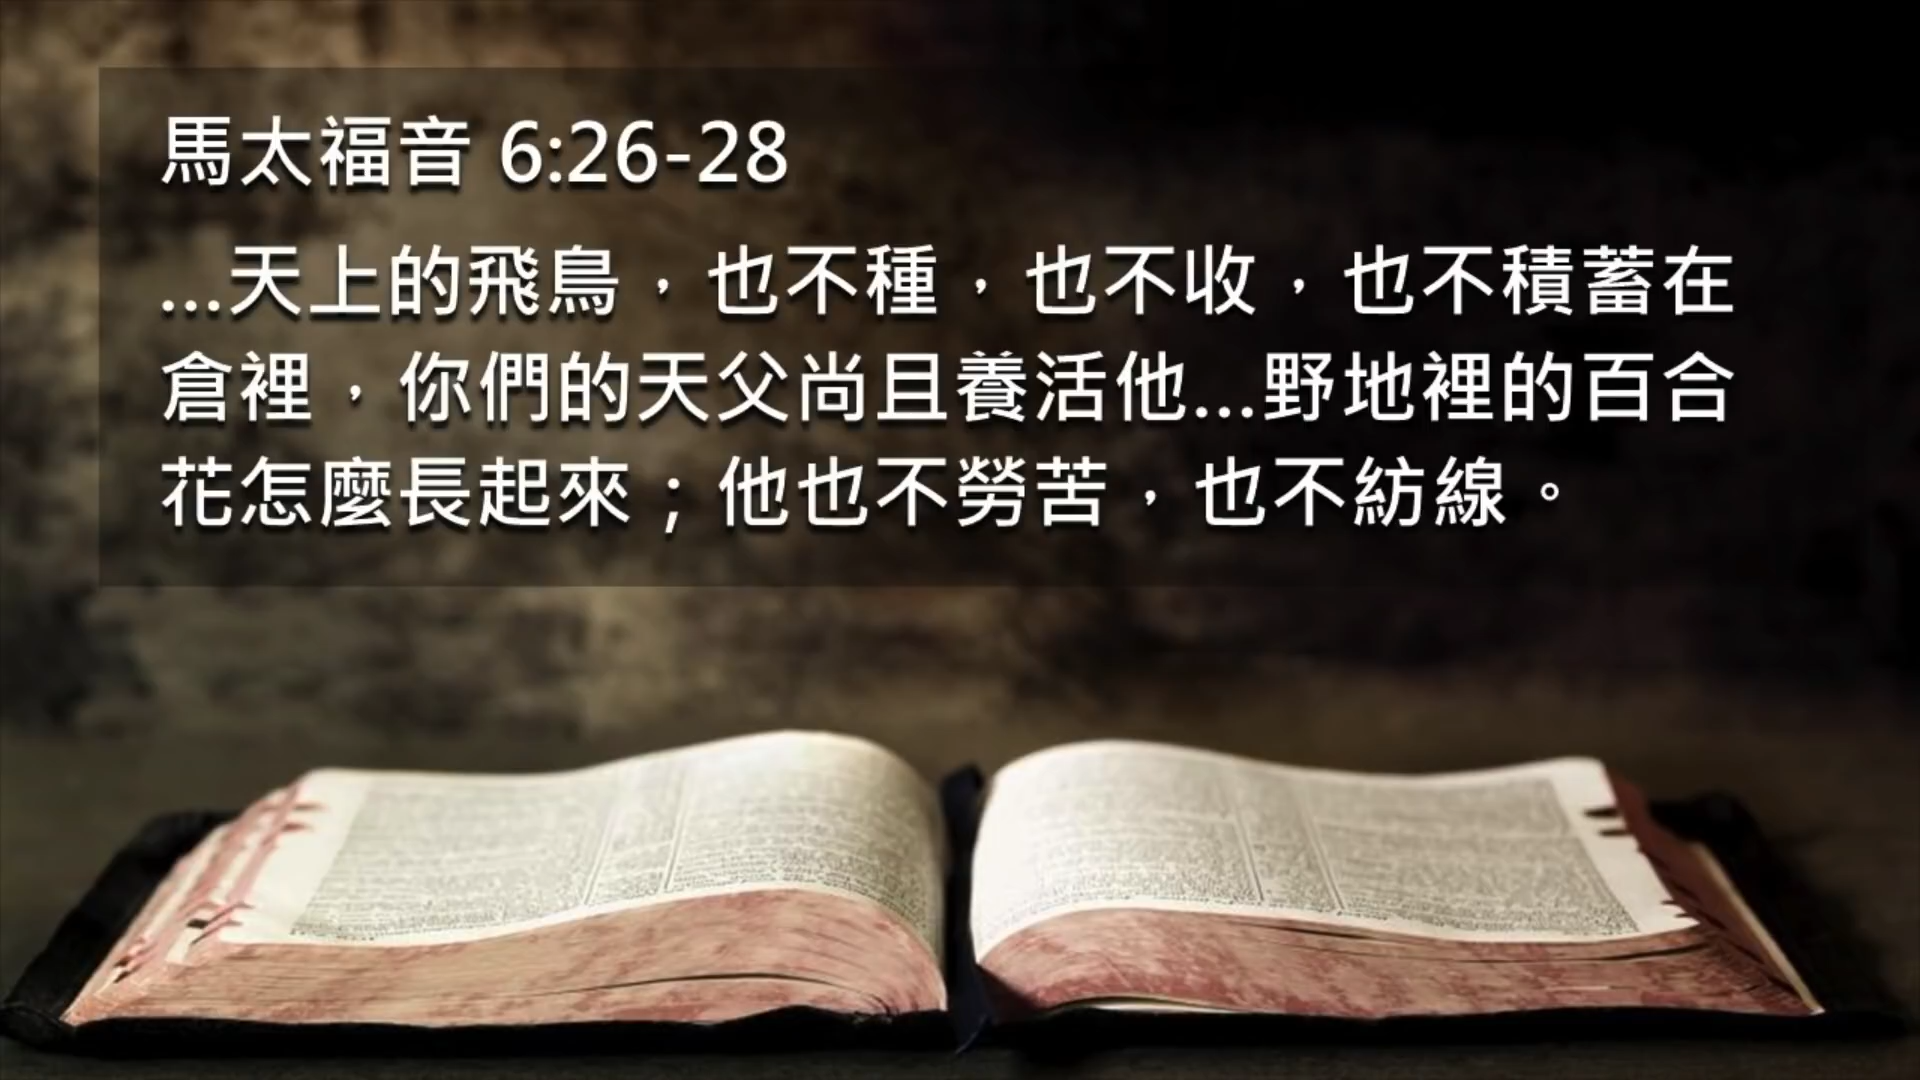 馬太福音 6:26-28
...天上的飛鳥，也不種，也不收，也不積蓄在
倉裡，你們的天父尚且養活他...野地裡的百合
花怎麼長起來；他也不勞苦，也不紡線。